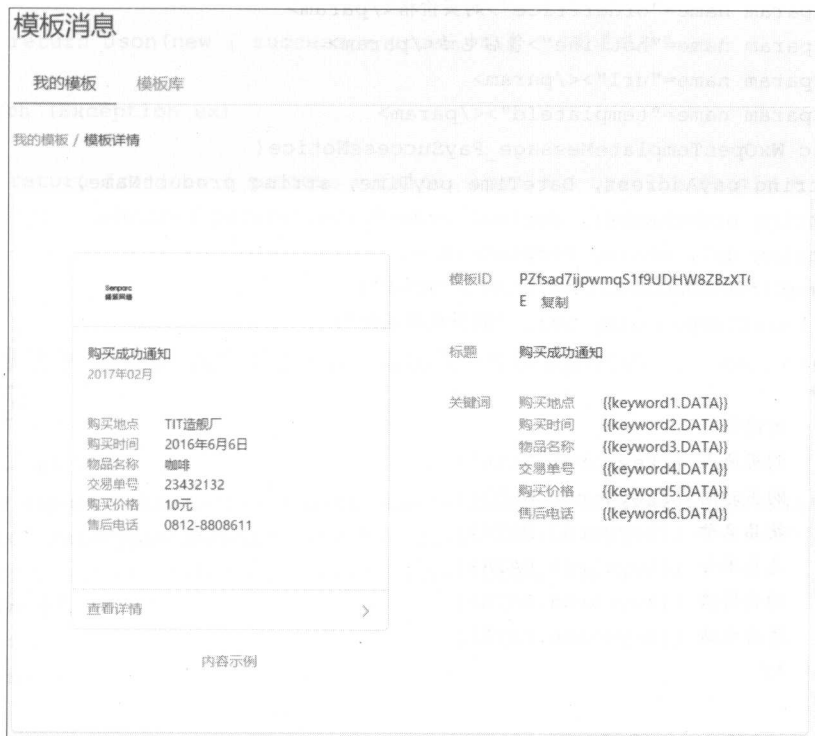 模板消息
我的模板 模板库
我的模板 / 模板详情
Senparc
盛派网络
购买成功通知
2017年02月
购买地点 TIT造舰厂
购买时间 2016年6月6日
物品名称 咖啡
交易单号 23432132
购买价格 10元
售后电话 0812-8808611
查看详情
内容示例
模板ID PZfsad7ijpwmqS1f9UDHW8ZBzXT6
E 复制
标题 购买成功通知
关键词 购买地点 {{keyword1.DATA}}
购买时间 {{keyword2.DATA}}
物品名称 {{keyword3.DATA}}
交易单号 {{keyword4.DATA}}
购买价格 {{keyword5.DATA}}
售后电话 {{keyword6.DATA}}